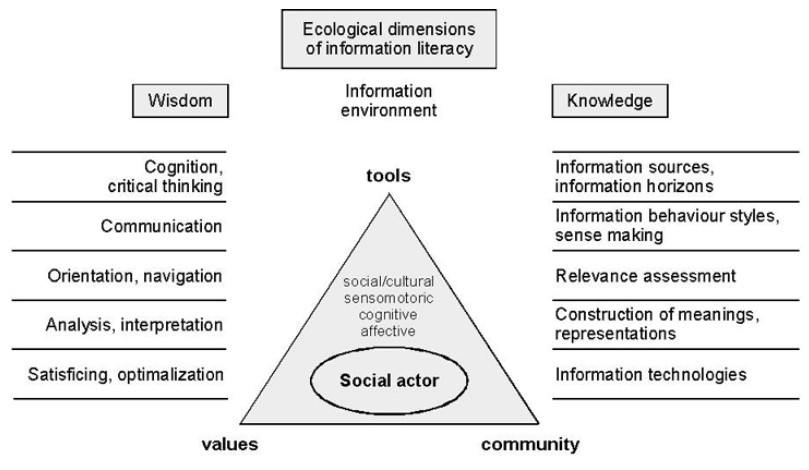 Ecological dimensions
of information literacy
Information
environment
Wisdom
Cognition,
critical thinking
Communication
Orientation, navigation
Analysis, interpretation
Satisficing, optimalization
tools
social/cultural
sensomotoric
cognitive
affective
Social actor
values
community
Knowledge
Information sources,
information horizons
Information behaviour styles,
sense making
Relevance assessment
Construction of meanings,
representations
Information technologies